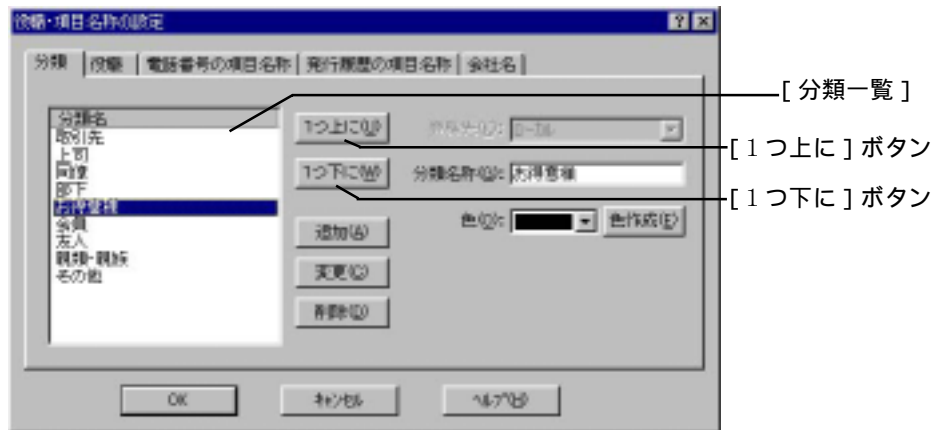 役職・項目名称の設定
分類 役職 電話番号の項目名称 発行履歴の項目名称 会社名
[ 分類一覧 ]
分類名
取引先
上司
同僚
部下
お得意様
会員
友人
親類・親族
その他
1つ上に(U)
1つ下に(W)
追加(A)
変更(C)
削除(D)
ローカル
分類名称(N): お得意様
色(O): 色作成(E)
[ 1つ上に ] ボタン
[ 1つ下に ] ボタン
OK キャンセル ヘルプ(H)